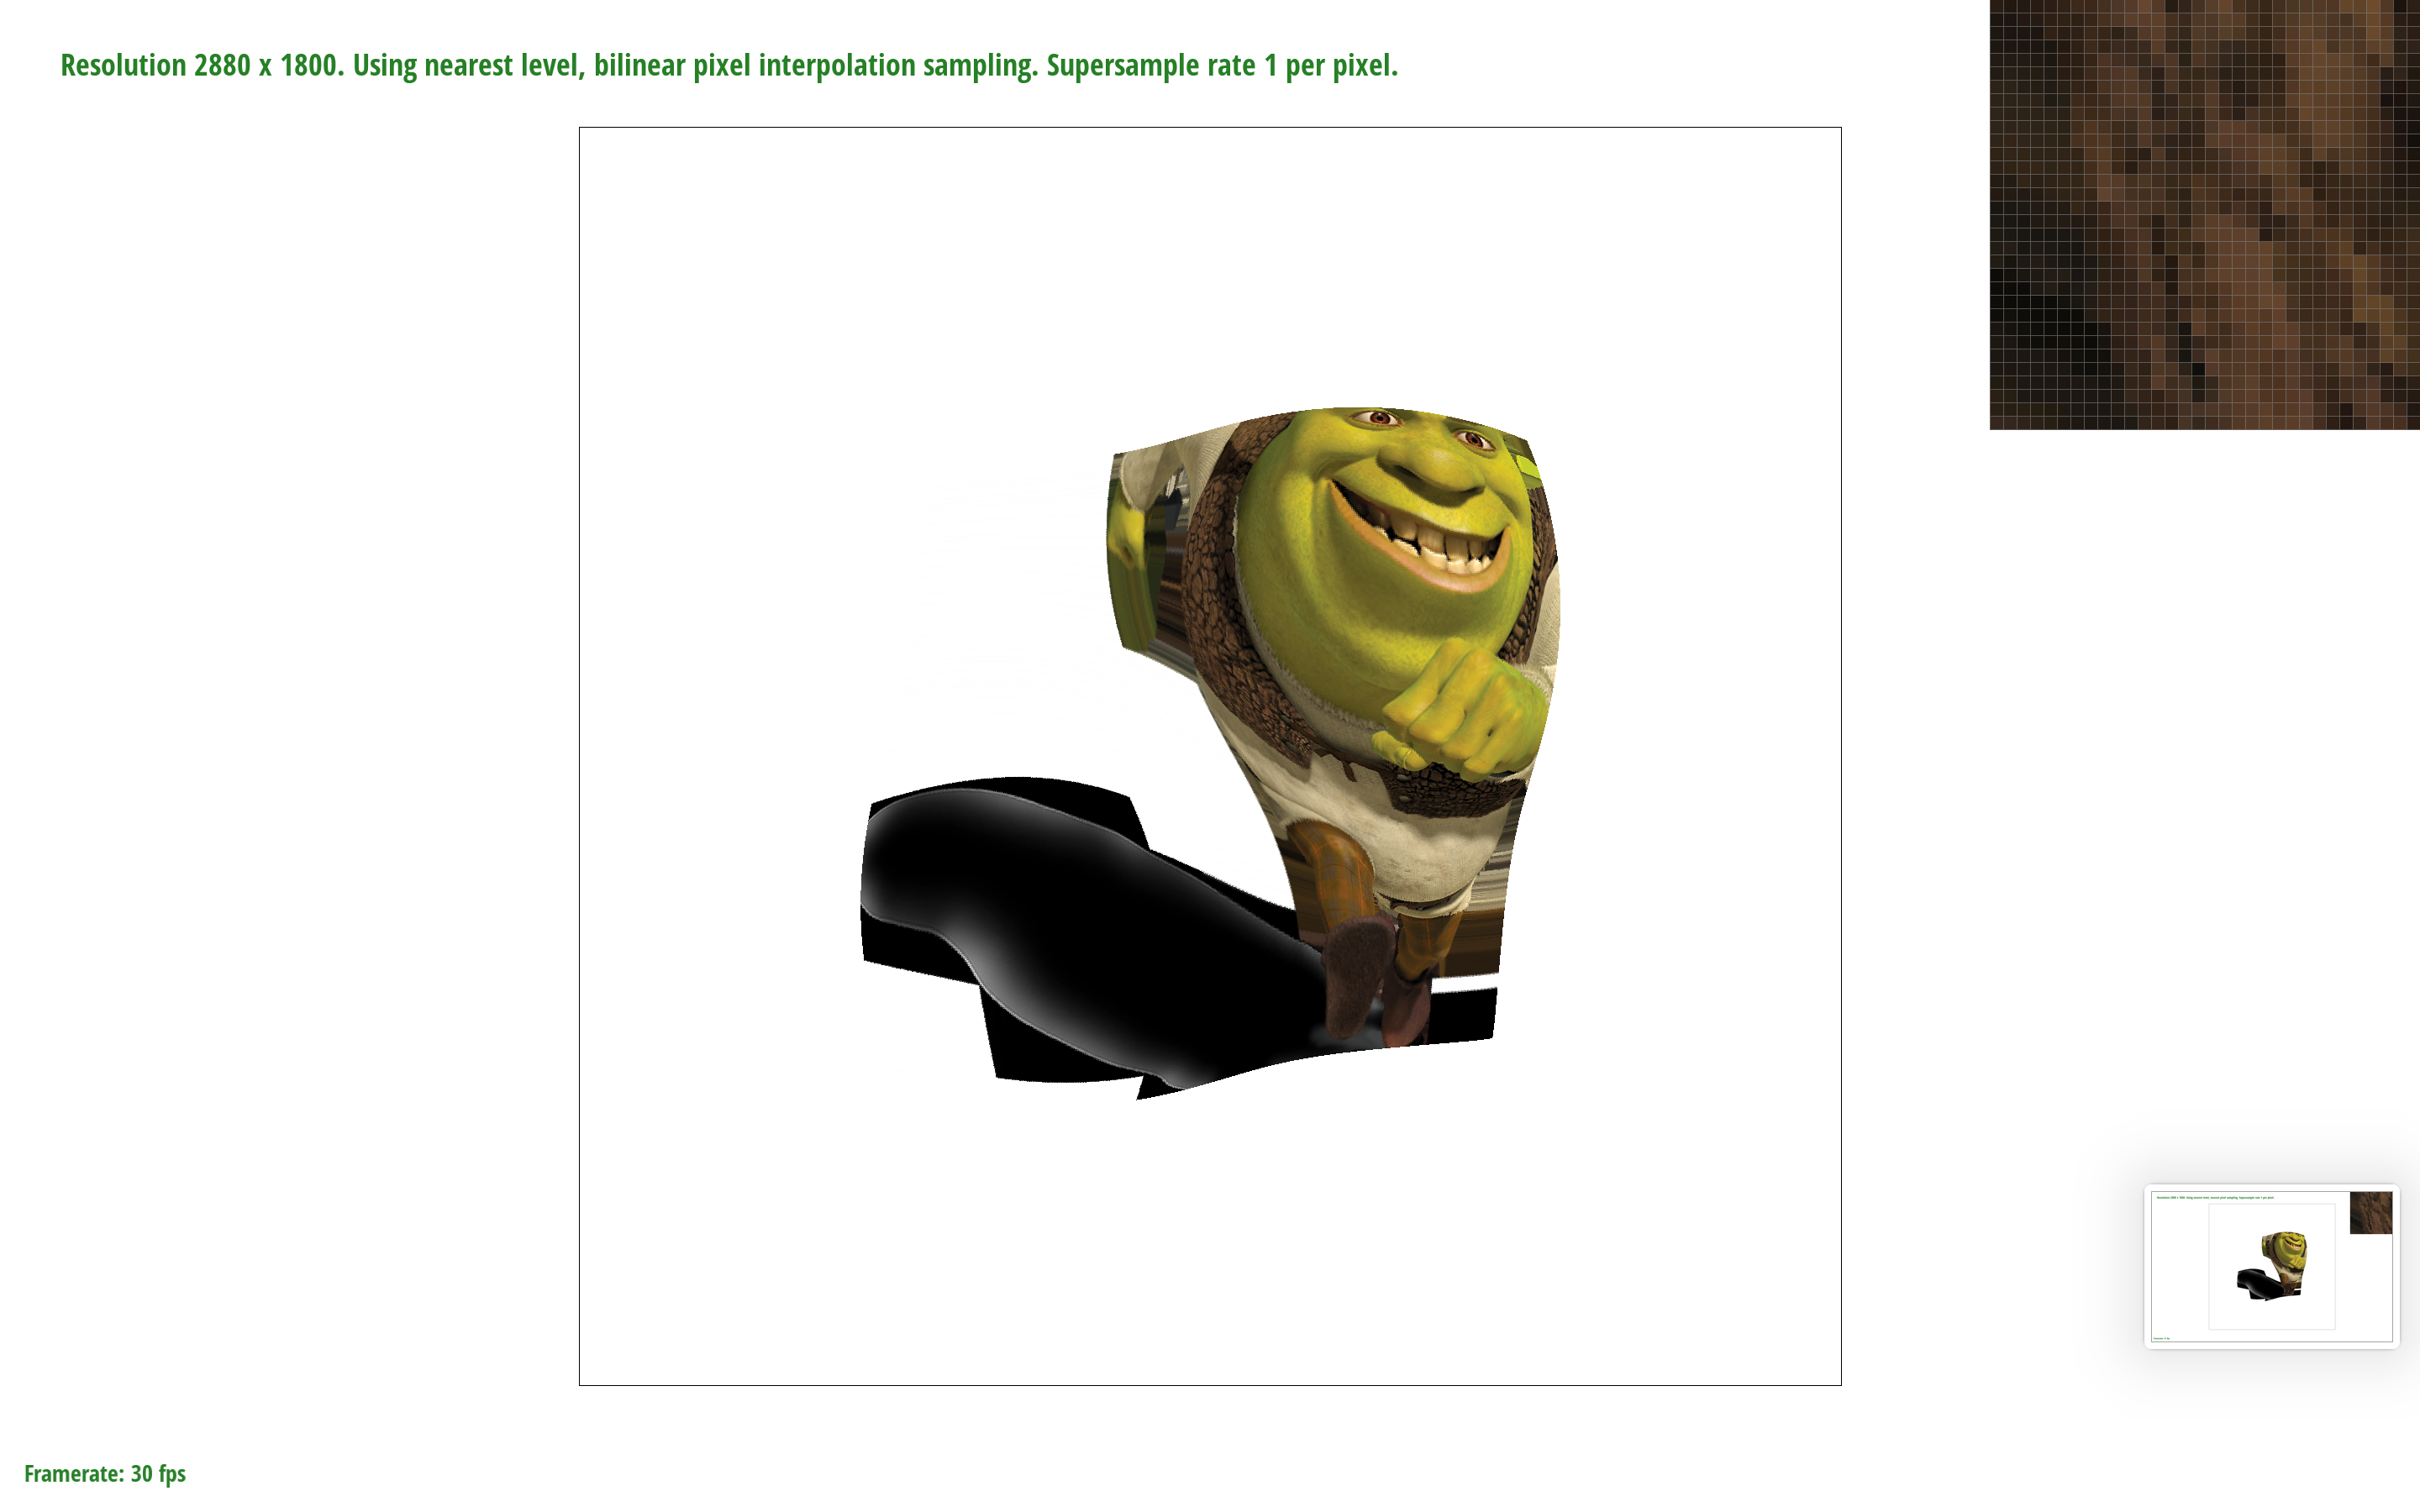 Resolution 2880 x 1800. Using nearest level, bilinear pixel interpolation sampling. Supersample rate 1 per pixel.
Framerate: 30 fps